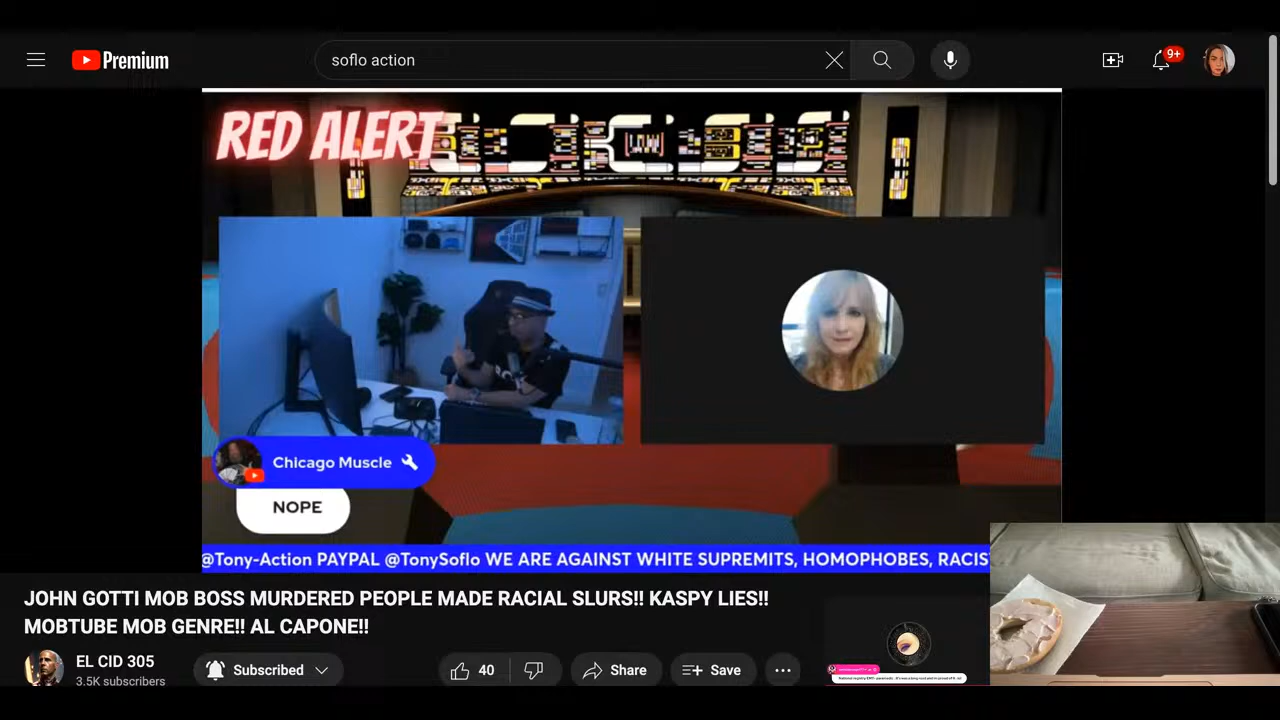 Premium
soflo action
9+
RED ALERT
Chicago Muscle
NOPE
@Tony-Action PAYPAL @TonySoflo WE ARE AGAINST WHITE SUPREMITS, HOMOPHOBES, RACIS
JOHN GOTTI MOB BOSS MURDERED PEOPLE MADE RACIAL SLURS!! KASPY LIES!!
MOBTUBE MOB GENRE!! AL CAPONE!!
EL CID 305
3.5K subscribers
Subscribed
40
Share
Save